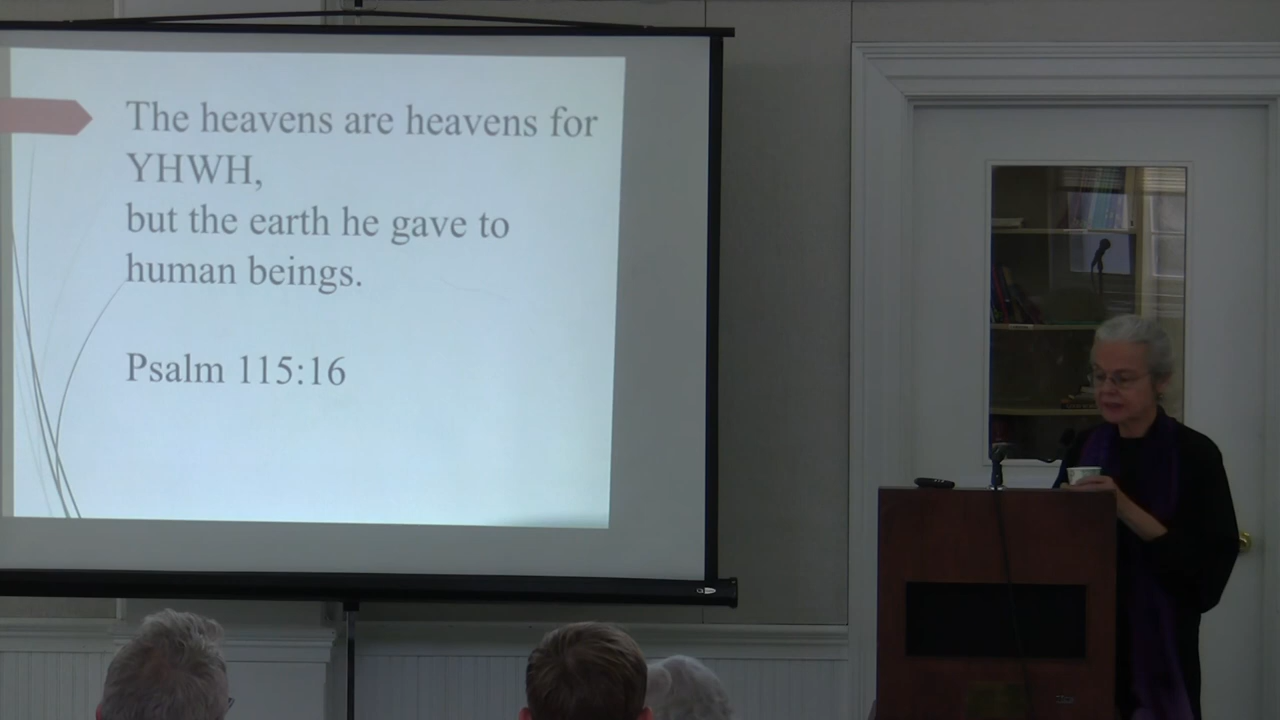 The heavens are heavens for
YHWH,
but the earth he gave to
human beings.
Psalm 115:16